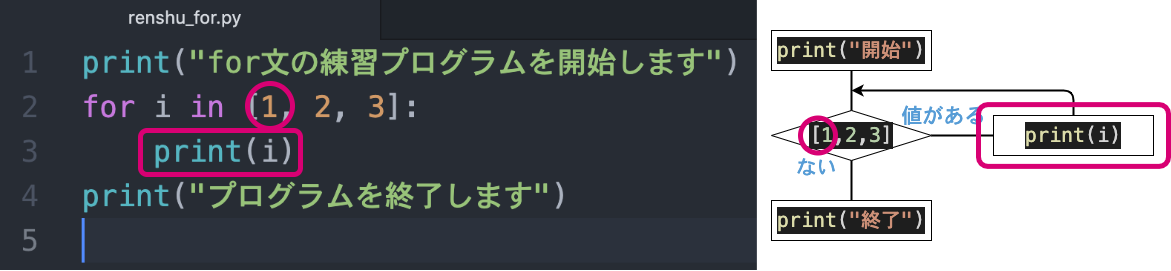 renshu_for.py
1 print("for文の練習プログラムを開始します")
2 for i in [1, 2, 3]:
3     print(i)
4 print("プログラムを終了します")
5
print("開始")
値がある
[1,2,3]
print(i)
ない
print("終了")